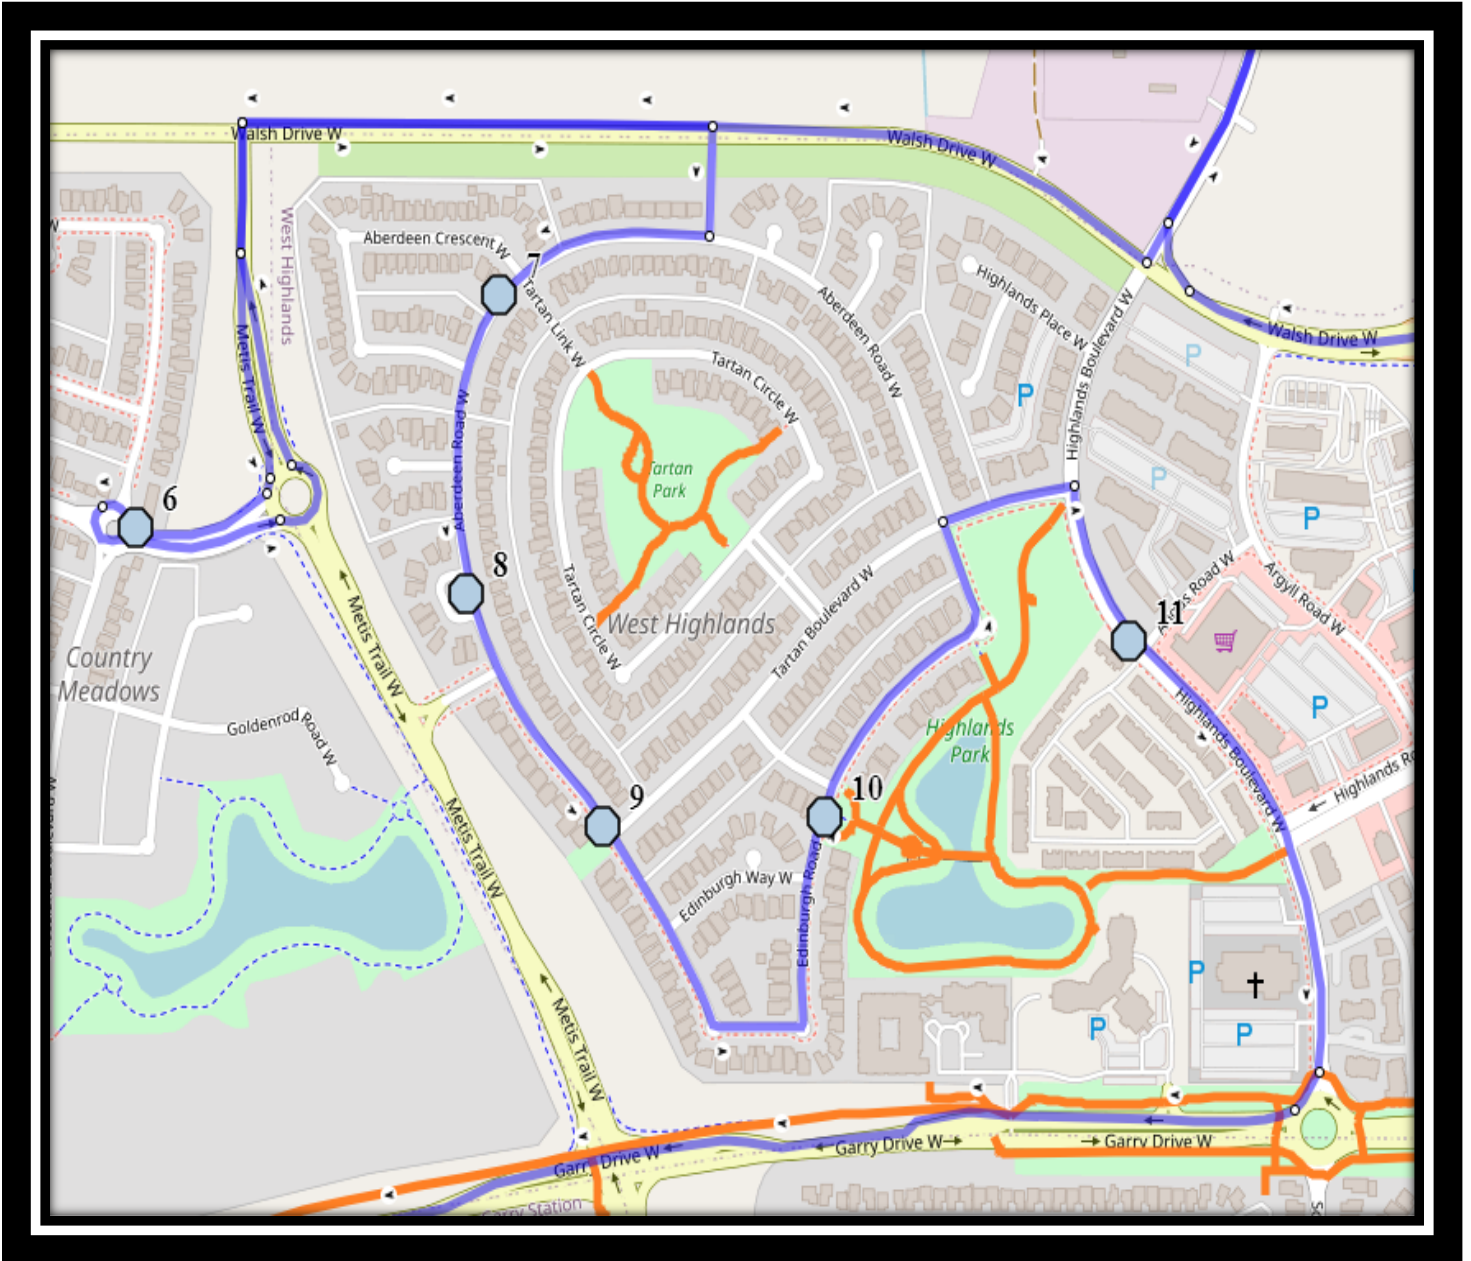 Walsh Drive W
Walsh Drive W
West Highlands
Aberdeen Crescent W
7
Tartan Link W
Highlands Place W
Aberdeen Road W
Highlands Boulevard W
Walsh Drive W
P
Metis Trail W
Tartan Circle W
P
Aberdeen Road W
Tartan
Park
P
P
6
8
Tartan Circle W
West Highlands
Tartan Boulevard W
Argyll Road W
11
Metis Trail W
Country
Meadows
Goldenrod Road W
Highlands
Park
Highlands Boulevard W
P
9
10
Highlands
Metis Trail W
Edinburgh Way W
Edinburgh Road
P
P
P
Metis Trail W
Garry Drive W
Garry Drive W
Garry Drive W
Garry Station